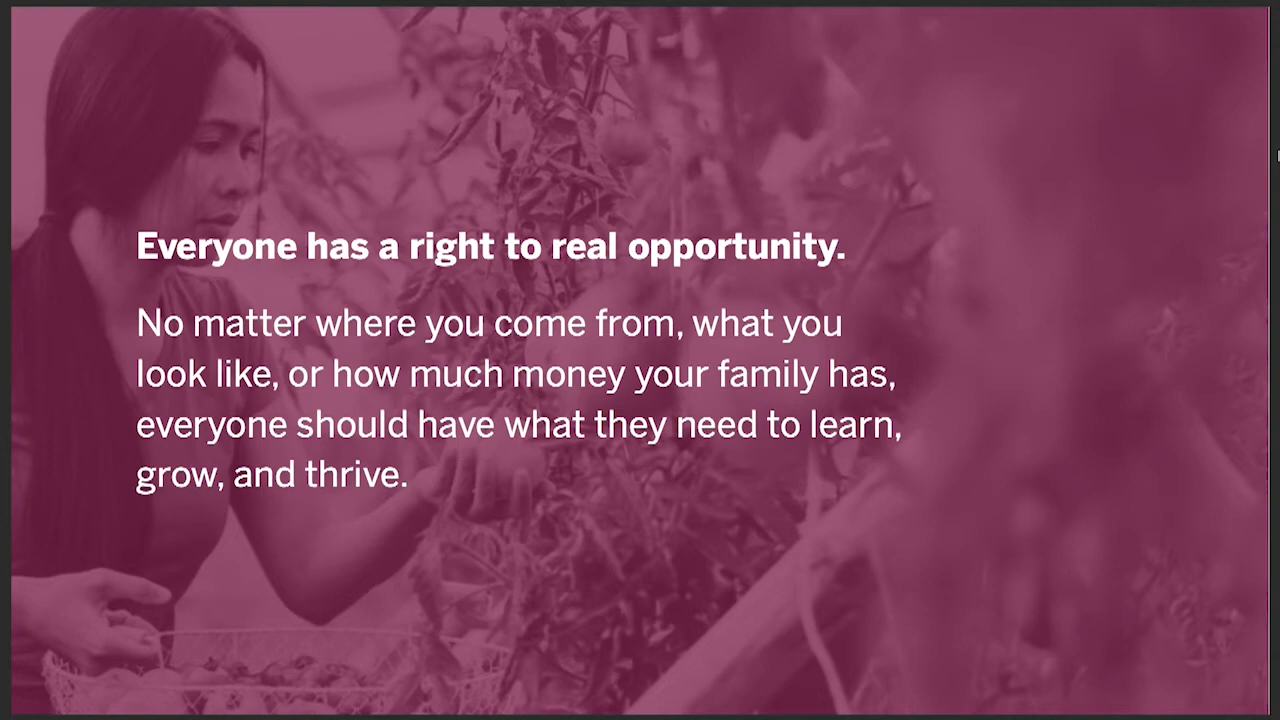 Everyone has a right to real opportunity.
No matter where you come from, what you
look like, or how much money your family has,
everyone should have what they need to learn,
grow, and thrive.